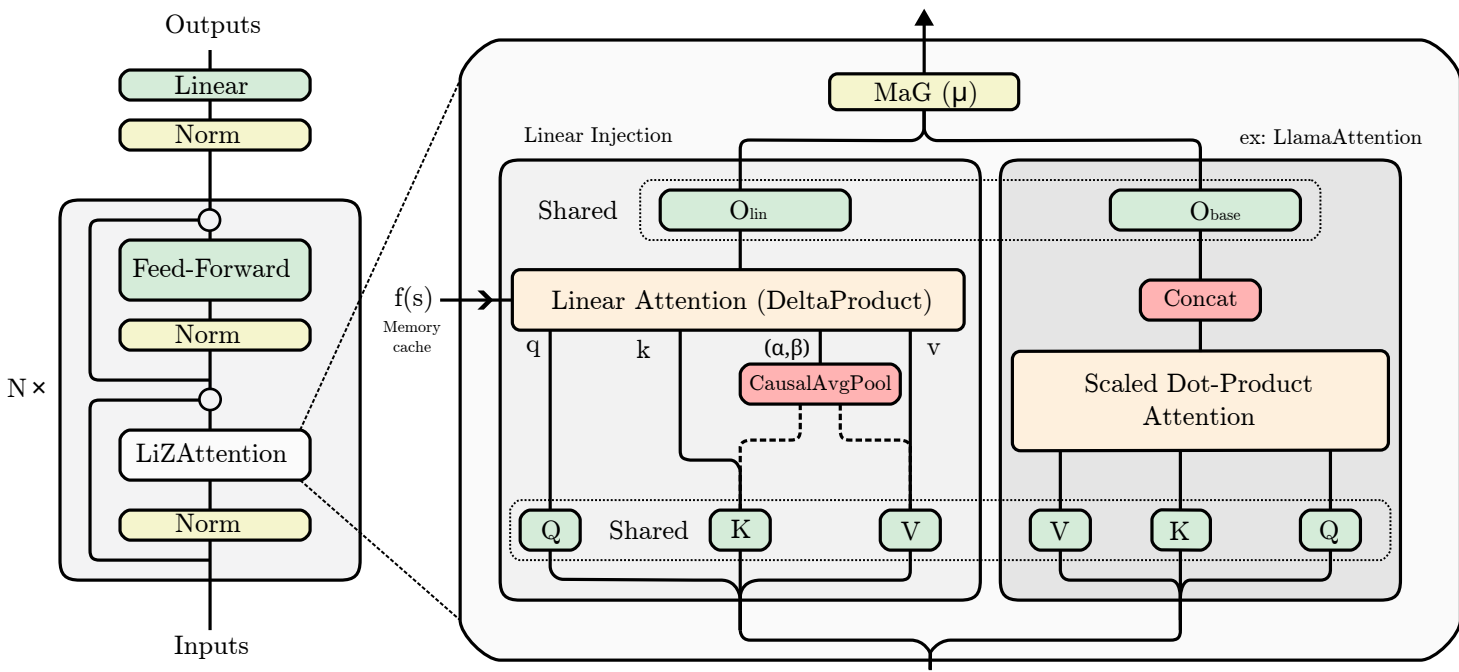 Outputs
Linear
Norm
Feed-Forward
Norm
N×
LiZAttention
Norm
Inputs
MaG (μ)
Linear Injection
ex: LlamaAttention
Shared
Olin
Obase
f(s)
Memory
cache
Linear Attention (DeltaProduct)
Concat
q
k
(α,β)
v
CausalAvgPool
Scaled Dot-Product
Attention
Q
Shared
K
V
V
K
Q